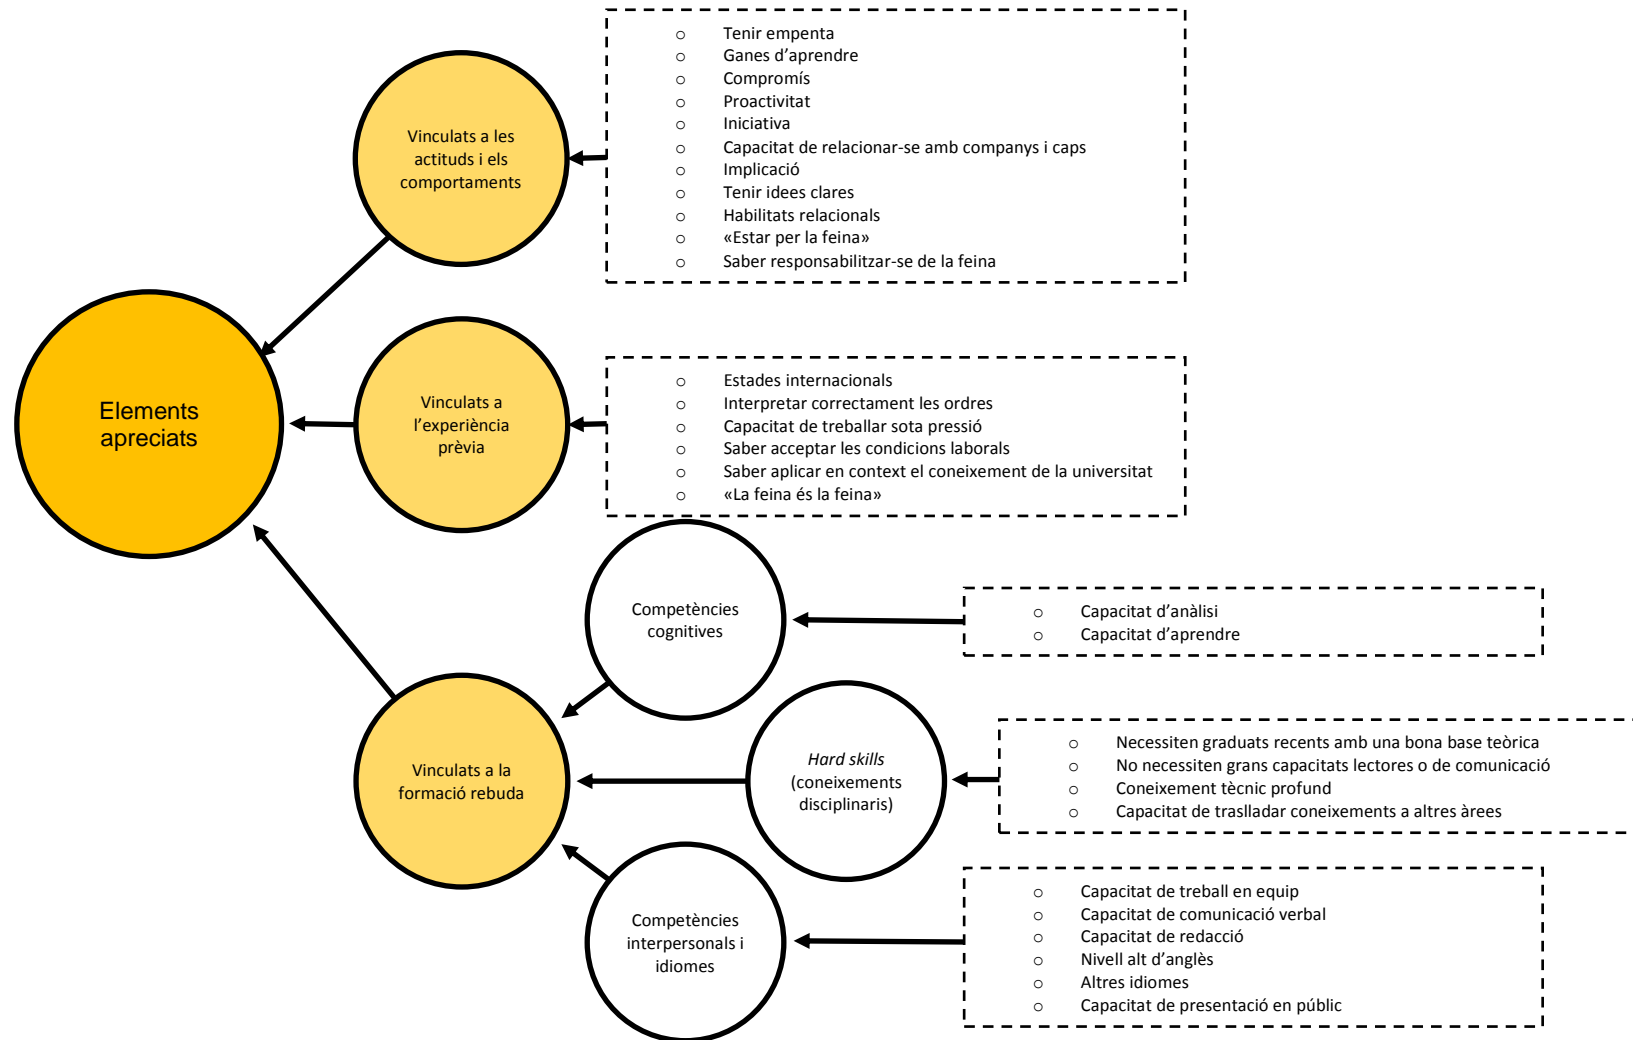 Elements
apreciats
Vinculats a les
actituds i els
comportaments
o Tenir empenta
o Ganes d’aprendre
o Compromís
o Proactivitat
o Iniciativa
o Capacitat de relacionar-se amb companys i caps
o Implicació
o Tenir idees clares
o Habilitats relacionals
o «Estar per la feina»
o Saber responsabilitzar-se de la feina
Vinculats a
l’experiència
prèvia
o Estades internacionals
o Interpretar correctament les ordres
o Capacitat de treballar sota pressió
o Saber acceptar les condicions laborals
o Saber aplicar en context el coneixement de la universitat
o «La feina és la feina»
Vinculats a la
formació rebuda
Competències
cognitives
o Capacitat d’anàlisi
o Capacitat d’aprendre
Hard skills
(coneixements
disciplinaris)
o Necessiten graduats recents amb una bona base teòrica
o No necessiten grans capacitats lectores o de comunicació
o Coneixement tècnic profund
o Capacitat de traslladar coneixements a altres àrees
Competències
interpersonals i
idiomes
o Capacitat de treball en equip
o Capacitat de comunicació verbal
o Capacitat de redacció
o Nivell alt d’anglès
o Altres idiomes
o Capacitat de presentació en públic